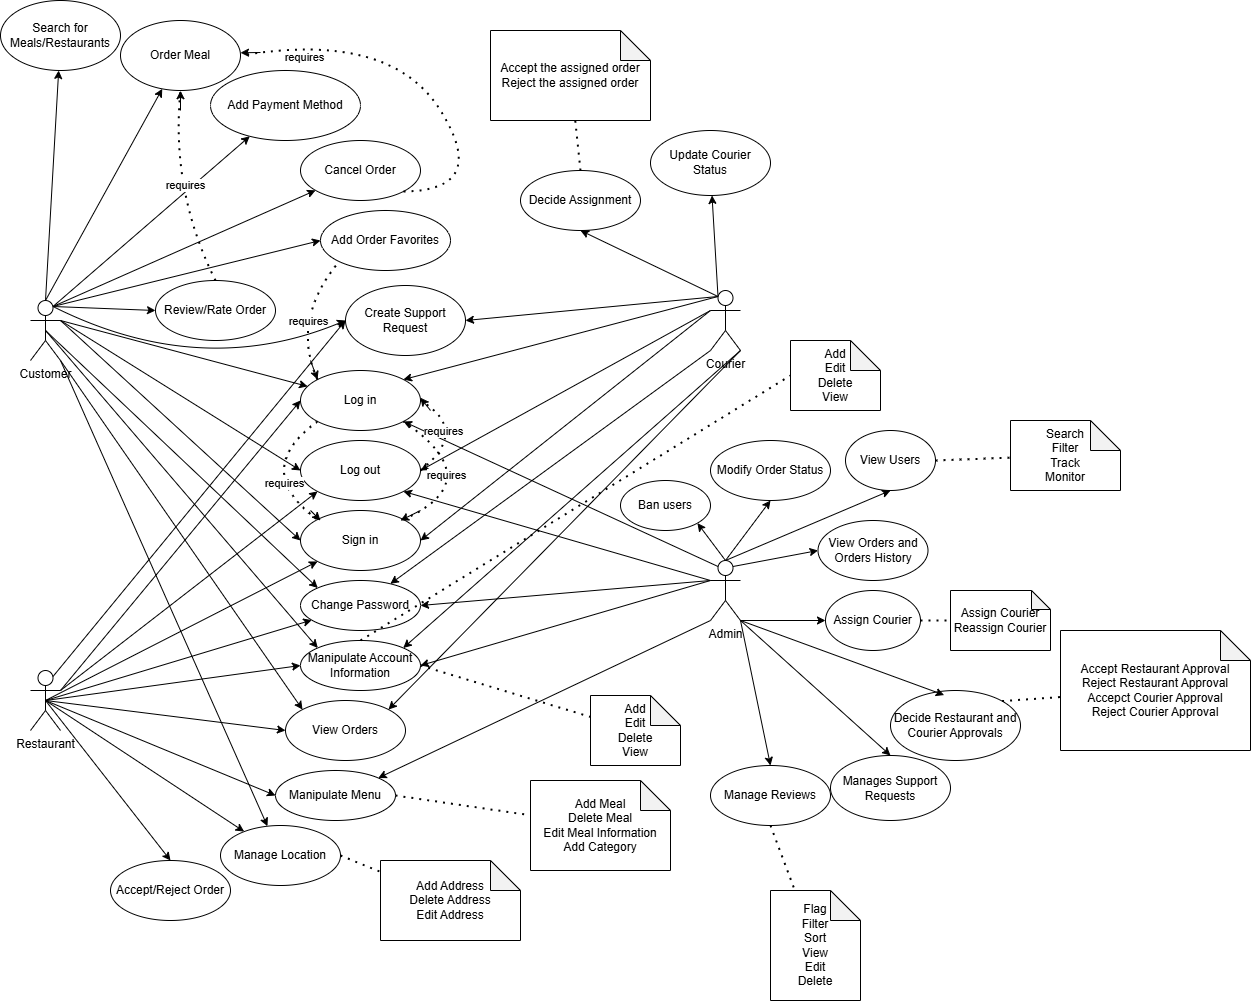 Search for
Meals/Restaurants
Order Meal
requires
Add Payment Method
Accept the assigned order
Reject the assigned order
Update Courier
Status
Cancel Order
requires
Decide Assignment
Add Order Favorites
Review/Rate Order
Create Support
Request
requires
Customer
Courier
Add
Edit
Delete
View
Log in
requires
Search
Filter
Track
Monitor
View Users
Modify Order Status
Log out
requires
requires
Ban users
Sign in
View Orders and
Orders History
Change Password
Assign Courier
Assign Courier
Reassign Courier
Admin
Manipulate Account
Information
Accept Restaurant Approval
Reject Restaurant Approval
Accepct Courier Approval
Reject Courier Approval
Restaurant
View Orders
Add
Edit
Delete
View
Decide Restaurant and
Courier Approvals
Manipulate Menu
Manage Reviews
Manages Support
Requests
Add Meal
Delete Meal
Edit Meal Information
Add Category
Manage Location
Accept/Reject Order
Add Address
Delete Address
Edit Address
Flag
Filter
Sort
View
Edit
Delete